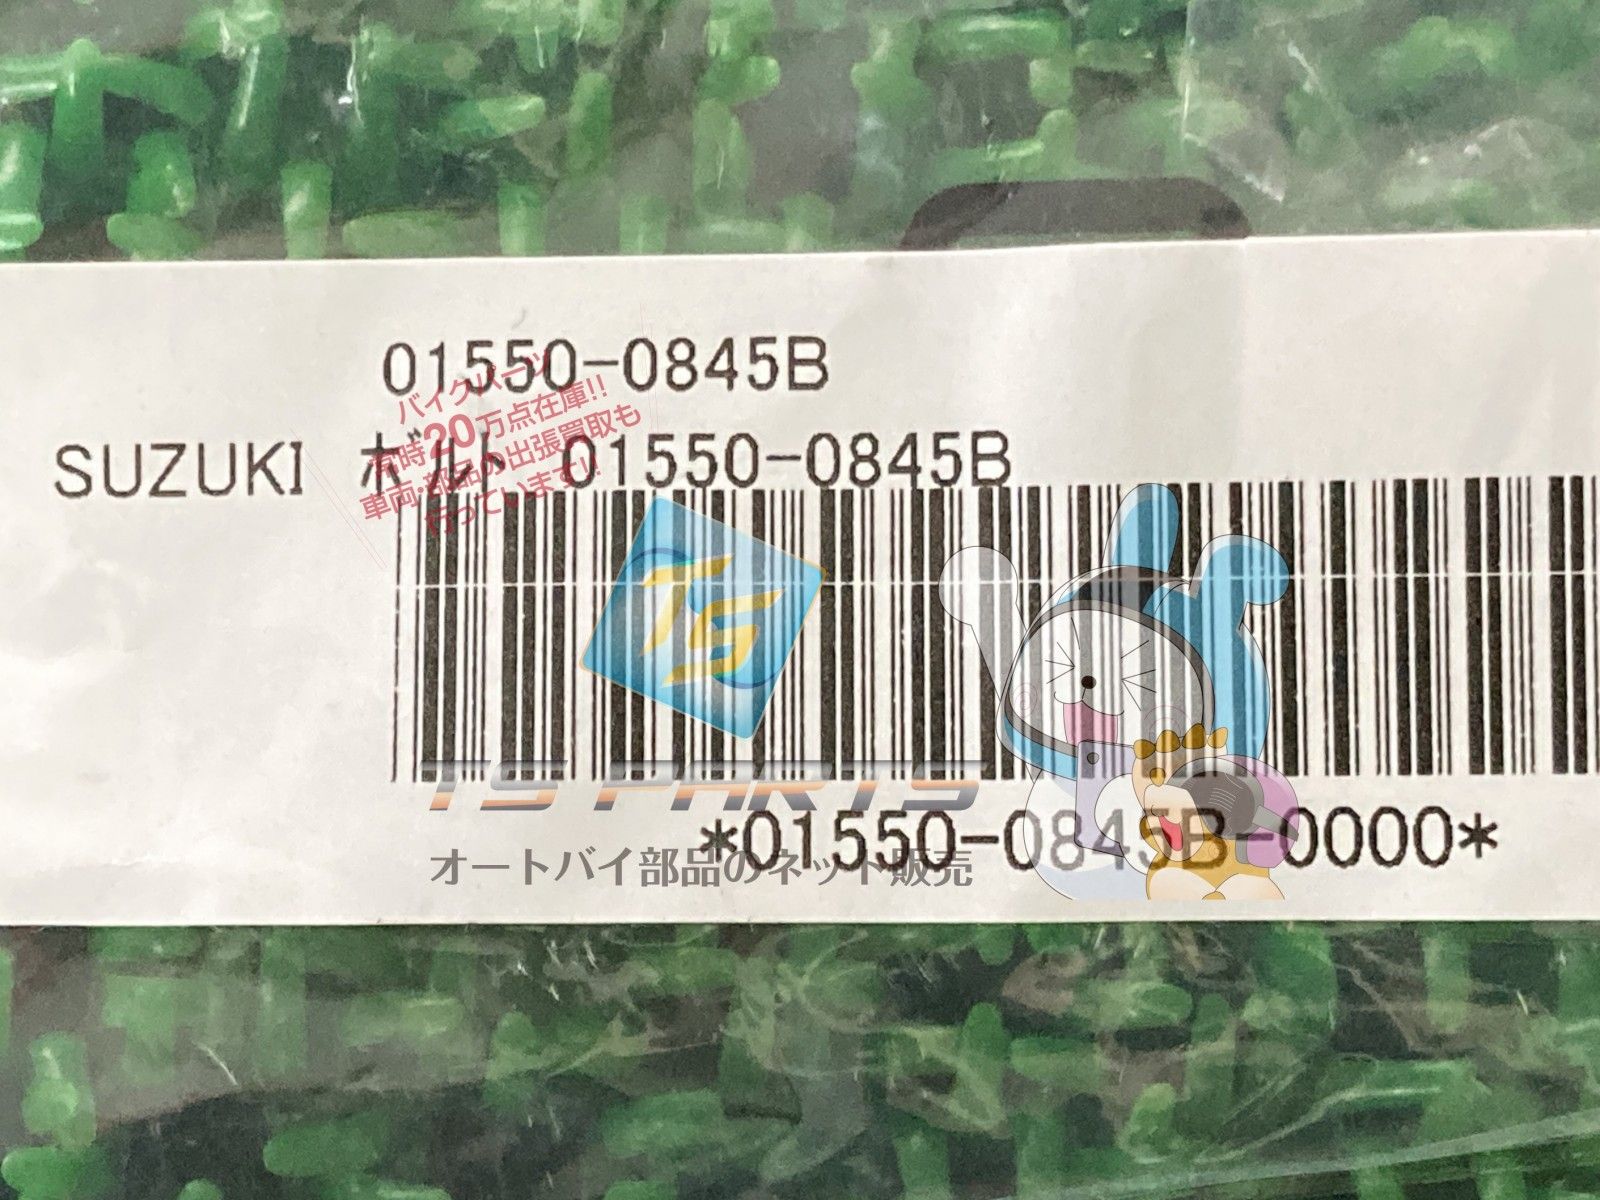 01550-0845B
バイクパーツ
常時20万点在庫!!
車両・部品の出張買取も
行っています!!
SUZUKI ボルト 01550-0845B
TS
TS PARTS
*01550-0845B-0000*
オートバイ部品のネット販売